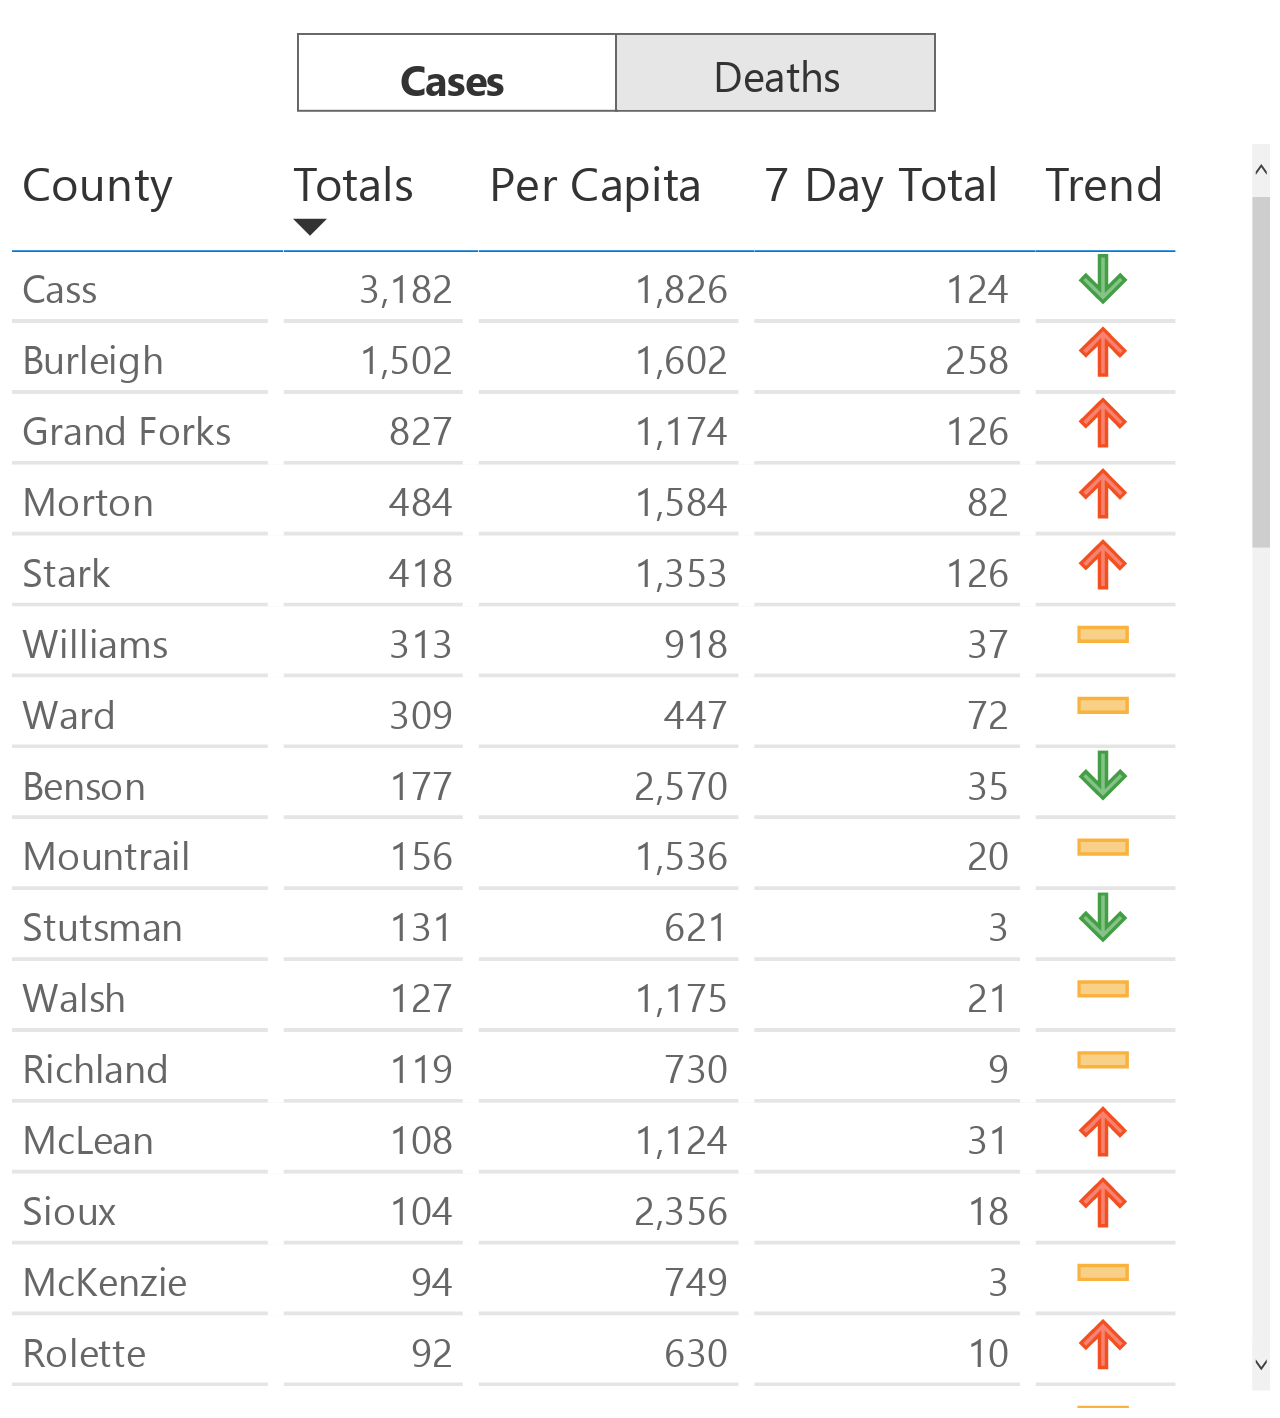 Cases Deaths
County Totals Per Capita 7 Day Total Trend
Cass 3,182 1,826 124
Burleigh 1,502 1,602 258
Grand Forks 827 1,174 126
Morton 484 1,584 82
Stark 418 1,353 126
Williams 313 918 37
Ward 309 447 72
Benson 177 2,570 35
Mountrail 156 1,536 20
Stutsman 131 621 3
Walsh 127 1,175 21
Richland 119 730 9
McLean 108 1,124 31
Sioux 104 2,356 18
McKenzie 94 749 3
Rolette 92 630 10